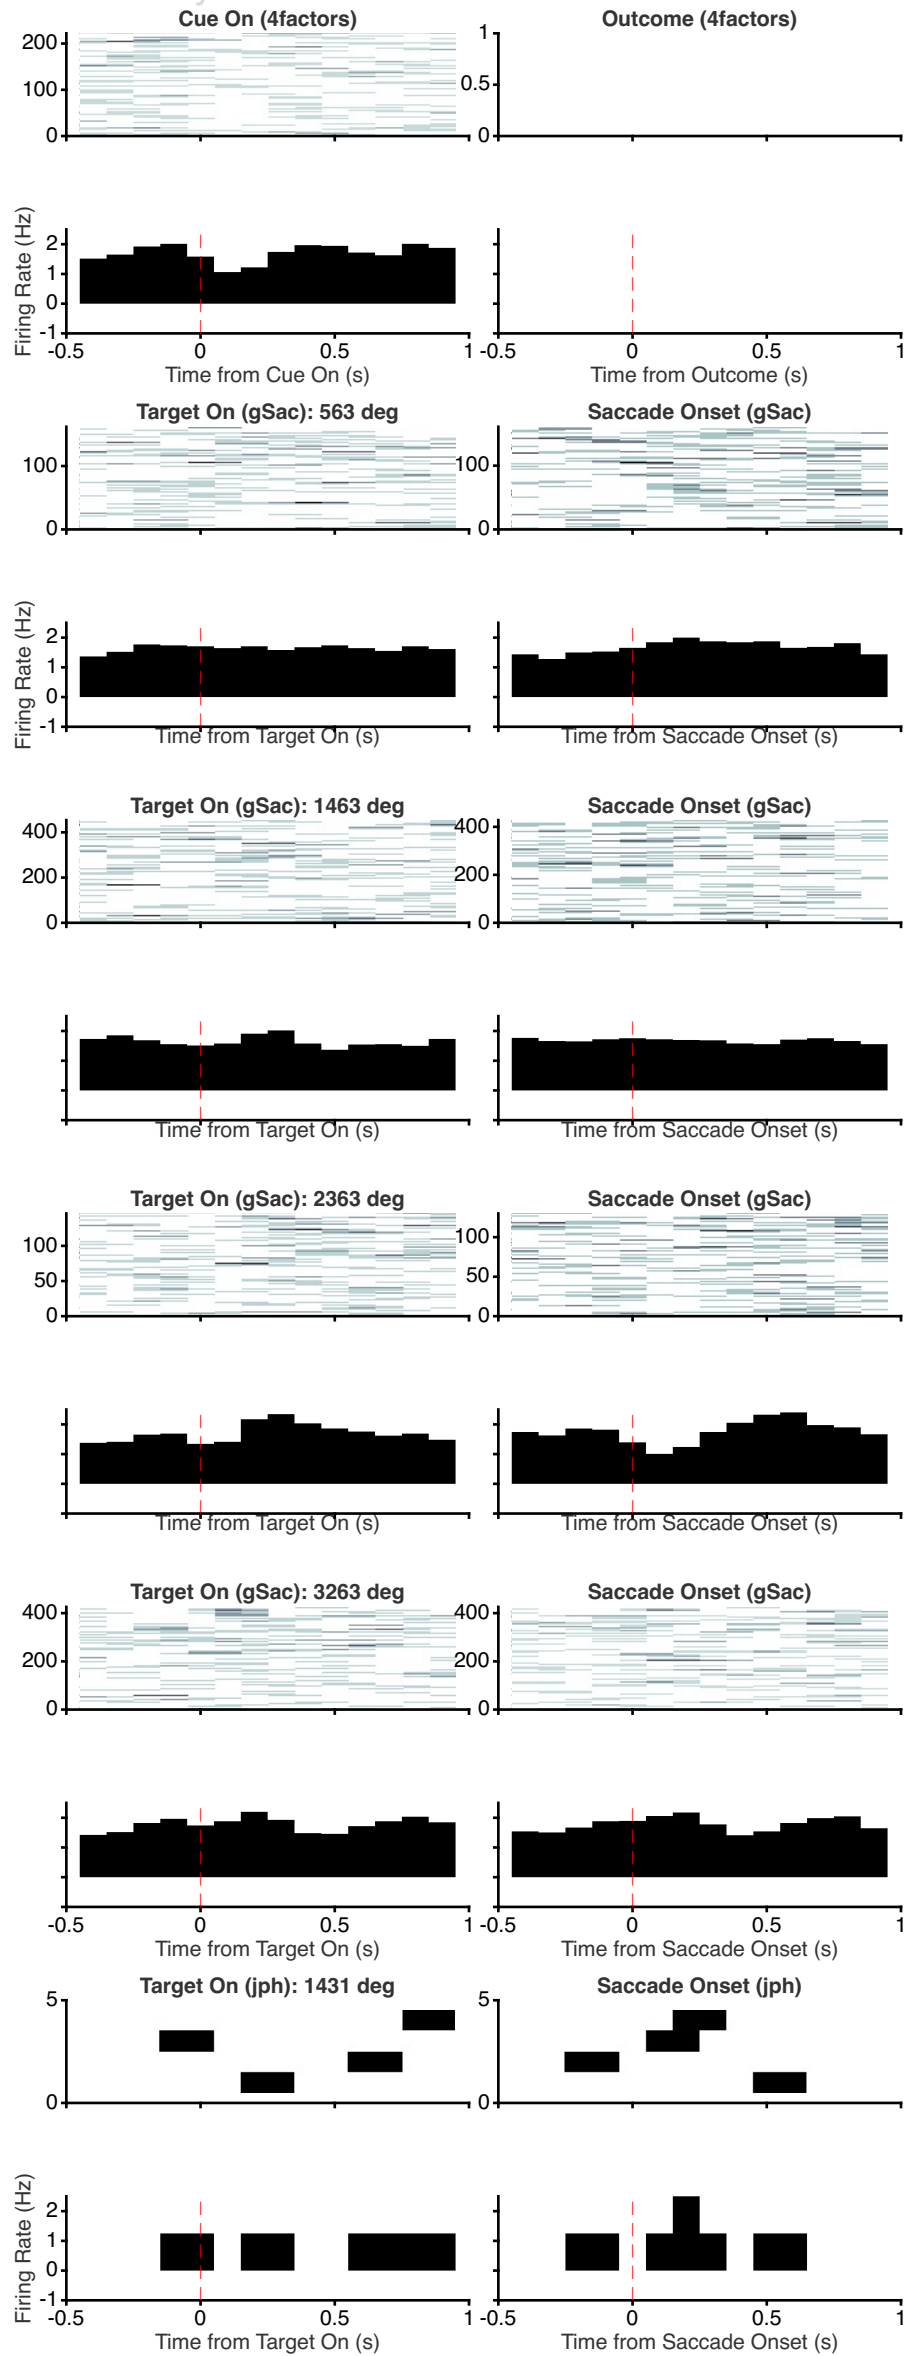 Cue On (4factors)
Outcome (4factors)
200
100
0
1
0.5
0
Firing Rate (Hz)
2
1
0
-1
-0.5 0 0.5 1
-0.5 0 0.5 1
Time from Cue On (s)
Time from Outcome (s)
Target On (gSac): 563 deg
Saccade Onset (gSac)
100
0
100
0
Firing Rate (Hz)
2
1
0
-1
Time from Target On (s)
Time from Saccade Onset (s)
Target On (gSac): 1463 deg
Saccade Onset (gSac)
400
200
0
400
200
0
Time from Target On (s)
Time from Saccade Onset (s)
Target On (gSac): 2363 deg
Saccade Onset (gSac)
100
50
0
100
50
0
Time from Target On (s)
Time from Saccade Onset (s)
Target On (gSac): 3263 deg
Saccade Onset (gSac)
400
200
0
400
200
0
-0.5 0 0.5 1
-0.5 0 0.5 1
Time from Target On (s)
Time from Saccade Onset (s)
Target On (jph): 1431 deg
Saccade Onset (jph)
5
0
5
0
Firing Rate (Hz)
2
1
0
-1
-0.5 0 0.5 1
-0.5 0 0.5 1
Time from Target On (s)
Time from Saccade Onset (s)